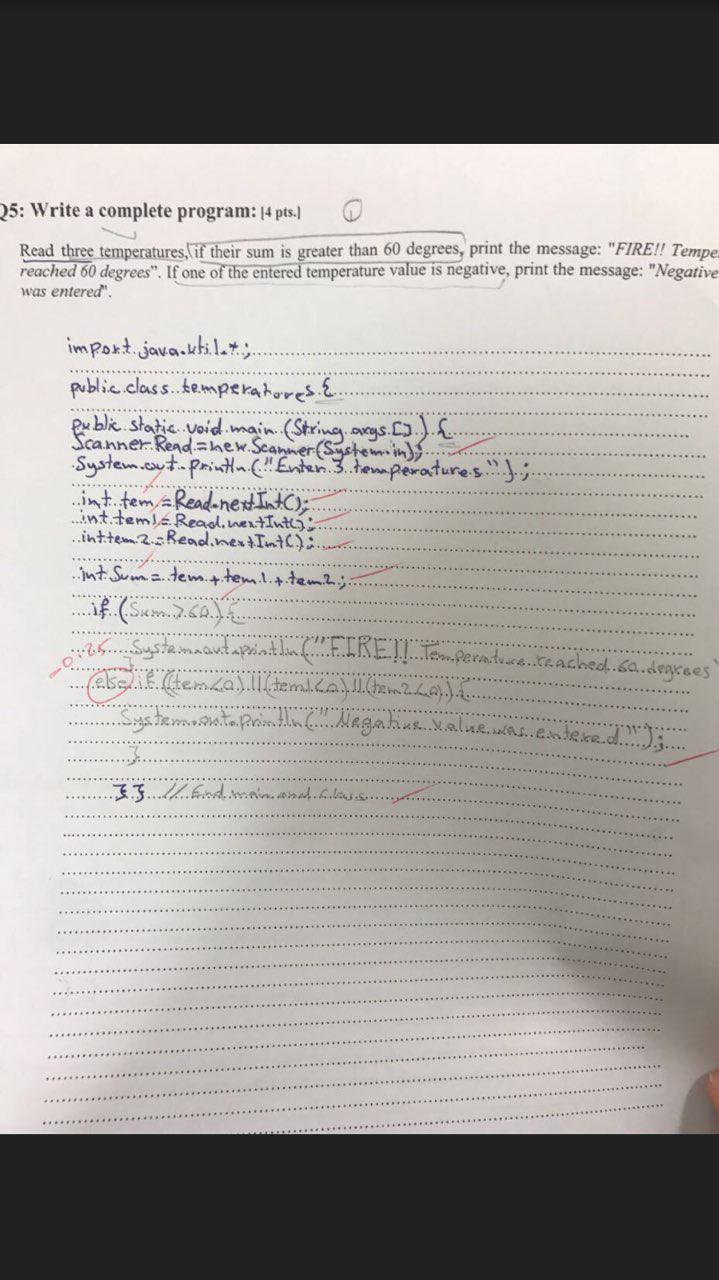 Q5: Write a complete program: [4 pts.] 1
Read three temperatures, if their sum is greater than 60 degrees, print the message: "FIRE!! Tempe
reached 60 degrees". If one of the entered temperature value is negative, print the message: "Negative
was entered".
import java.util.*;
public class temperatures {
public static void main (String args []) {
Scanner Read = new Scanner(System.in);
System.out.println ("Enter 3 temperatures");
int tem = Read.nextInt();
int tem1 = Read.nextInt();
int tem2 = Read.nextInt();
int Sum = tem + tem1 + tem2;
if (Sum > 60) {
System.out.println ("FIRE!! Temperature reached 60 degrees"
-0.25
}
else if ((tem<0) || (tem1<0) || (tem2<0)) {
System.out.println ("Negative value was entered");
}
}} // End main and class